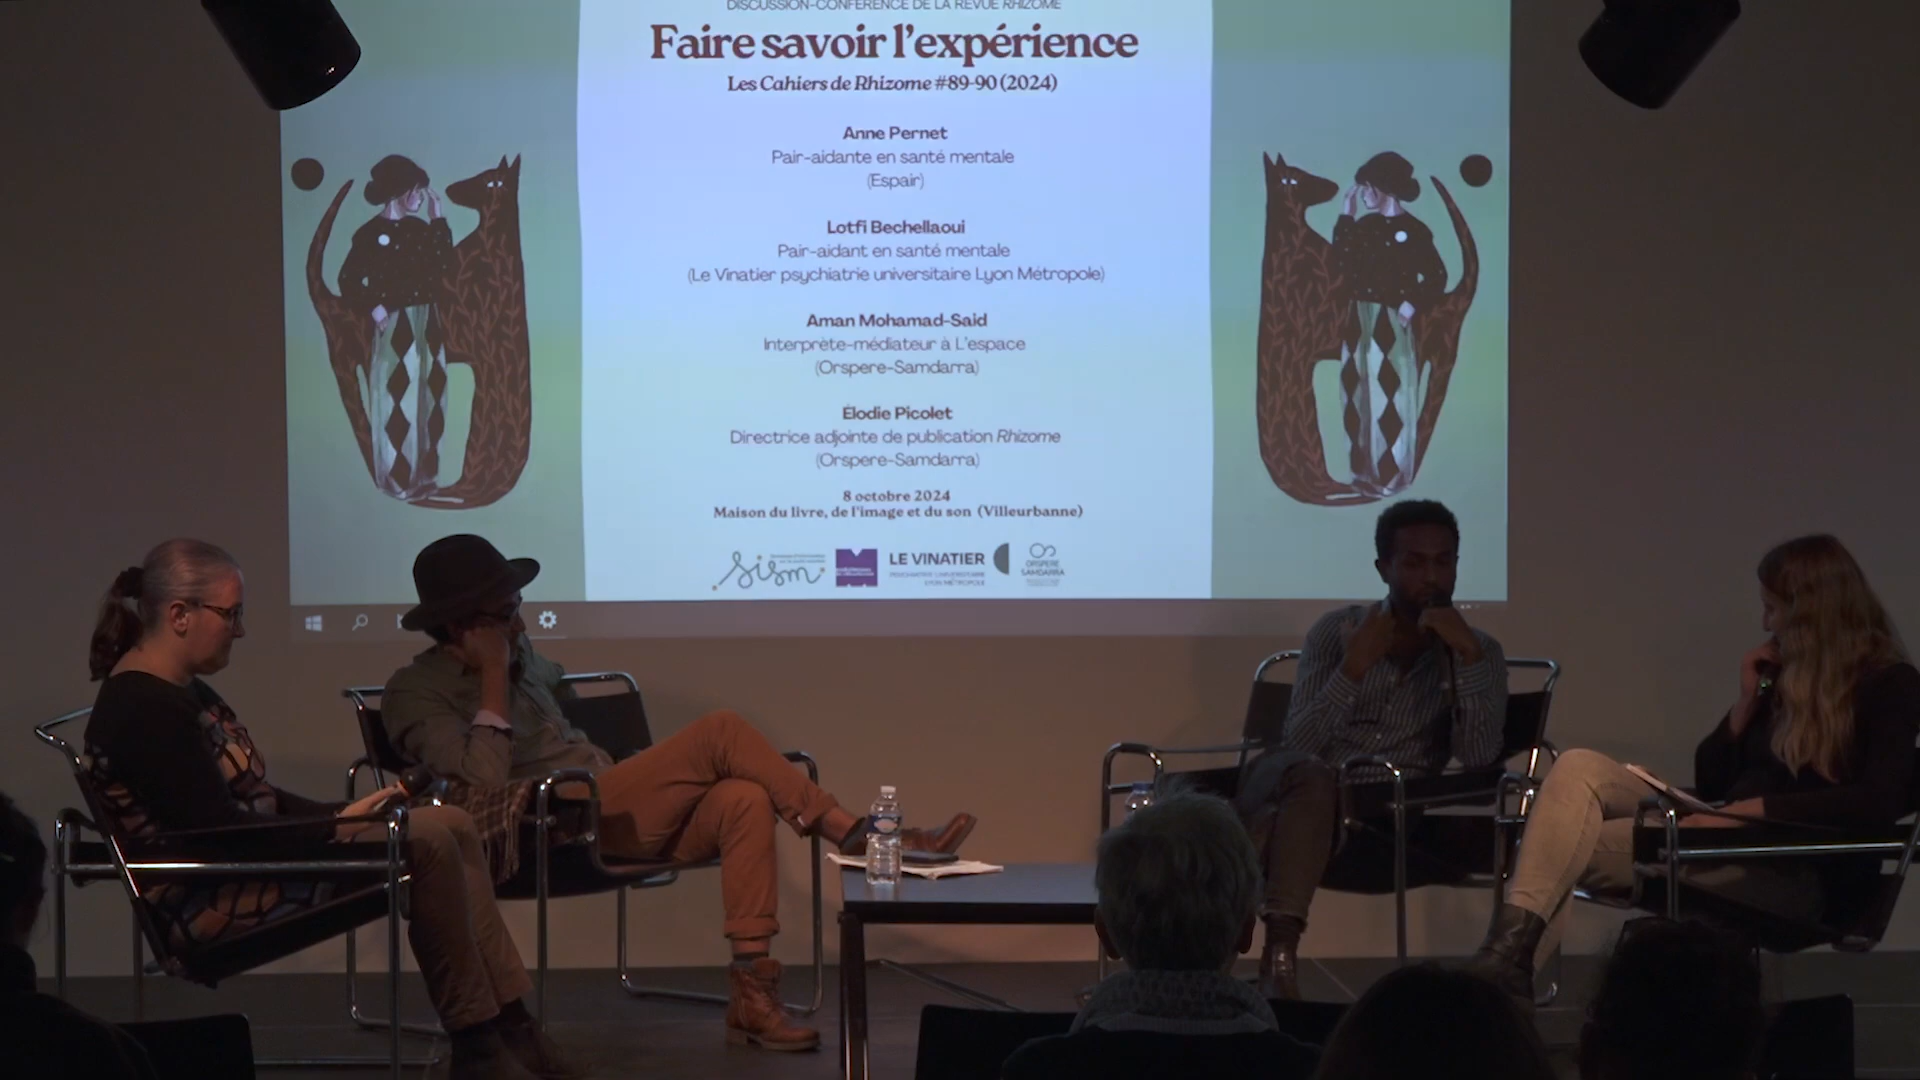 DISCUSSION-CONFÉRENCE DE LA REVUE RHIZOME
Faire savoir l'expérience
Les Cahiers de Rhizome #89-90 (2024)
Anne Pernet
Pair-aidante en santé mentale
(Espair)
Lotfi Bechellaoui
Pair-aidant en santé mentale
(Le Vinatier psychiatrie universitaire Lyon Métropole)
Aman Mohamad-Said
Interprète-médiateur à L'espace
(Orspere-Samdarra)
Élodie Picolet
Directrice adjointe de publication Rhizome
(Orspere-Samdarra)
8 octobre 2024
Maison du livre, de l'image et du son (Villeurbanne)
sism
LE VINATIER
PSYCHIATRIE UNIVERSITAIRE
LYON MÉTROPOLE
ORSPERE
SAMDARRA